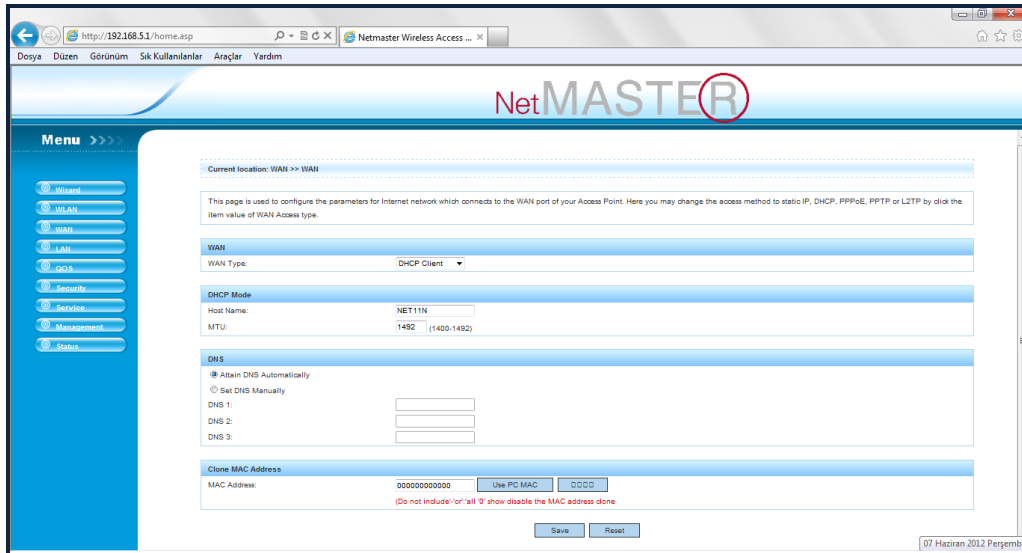 http://192.168.5.1/home.asp
Netmaster Wireless Access ...
Dosya Düzen Görünüm Sık Kullanılanlar Araçlar Yardım
NetMASTER
Menu >>>>
Wizard
WLAN
WAN
LAN
QOS
Security
Service
Management
Status
Current location: WAN >> WAN
This page is used to configure the parameters for Internet network which connects to the WAN port of your Access Point. Here you may change the access method to static IP, DHCP, PPPoE, PPTP or L2TP by click the
item value of WAN Access type.
WAN
WAN Type: DHCP Client
DHCP Mode
Host Name: NET11N
MTU: 1492 (1400-1492)
DNS
Attain DNS Automatically
Set DNS Manually
DNS 1:
DNS 2:
DNS 3:
Clone MAC Address
MAC Address: 000000000000 Use PC MAC □□□□
(Do not include'-'or':'all '0' show disable the MAC address clone
Save Reset
07 Haziran 2012 Perşemb